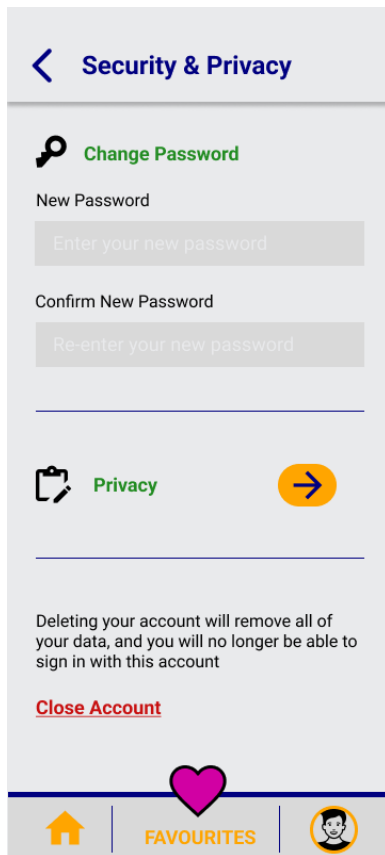 Security & Privacy
Change Password
New Password
Enter your new password
Confirm New Password
Re-enter your new password
Privacy
Deleting your account will remove all of
your data, and you will no longer be able to
sign in with this account
Close Account
FAVOURITES